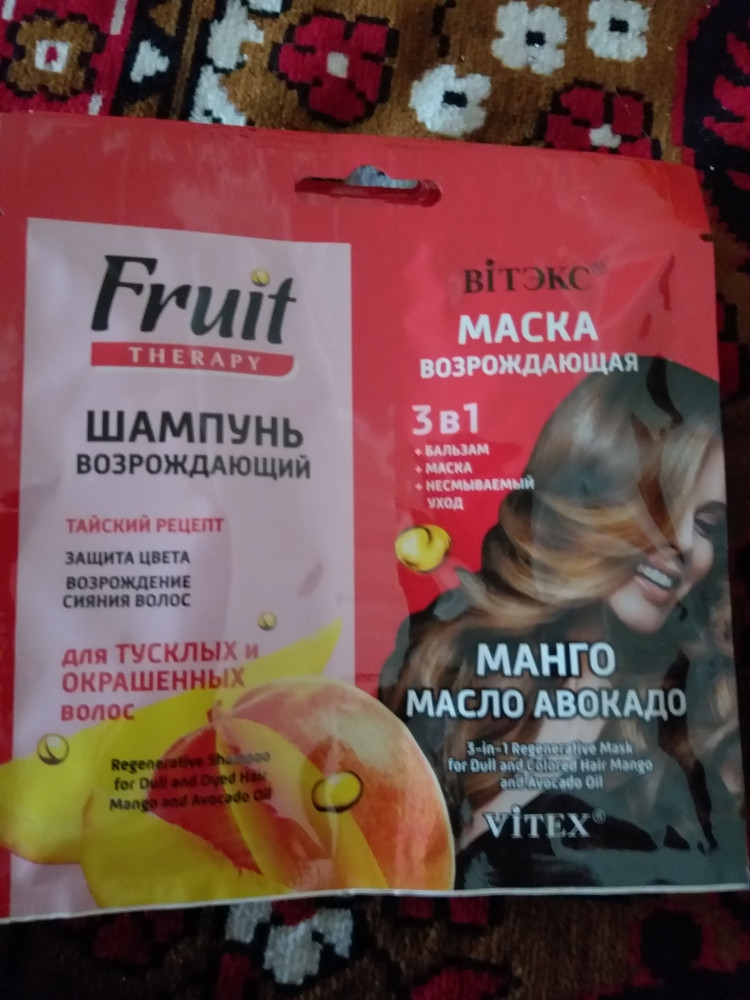 Fruit
THERAPY
ШАМПУНЬ
ВОЗРОЖДАЮЩИЙ
ТАЙСКИЙ РЕЦЕПТ
ЗАЩИТА ЦВЕТА
ВОЗРОЖДЕНИЕ
СИЯНИЯ ВОЛОС
для ТУСКЛЫХ и
ОКРАШЕННЫХ
волос
Regenerative Shampoo
for Dull and Dyed Hair
Mango and Avocado Oil
ВіТЭКС®
МАСКА
ВОЗРОЖДАЮЩАЯ
3 в 1
+ БАЛЬЗАМ
+ МАСКА
+ НЕСМЫВАЕМЫЙ
УХОД
МАНГО
МАСЛО АВОКАДО
3-in-1 Regenerative Mask
for Dull and Colored Hair Mango
and Avocado Oil
ViTEX®